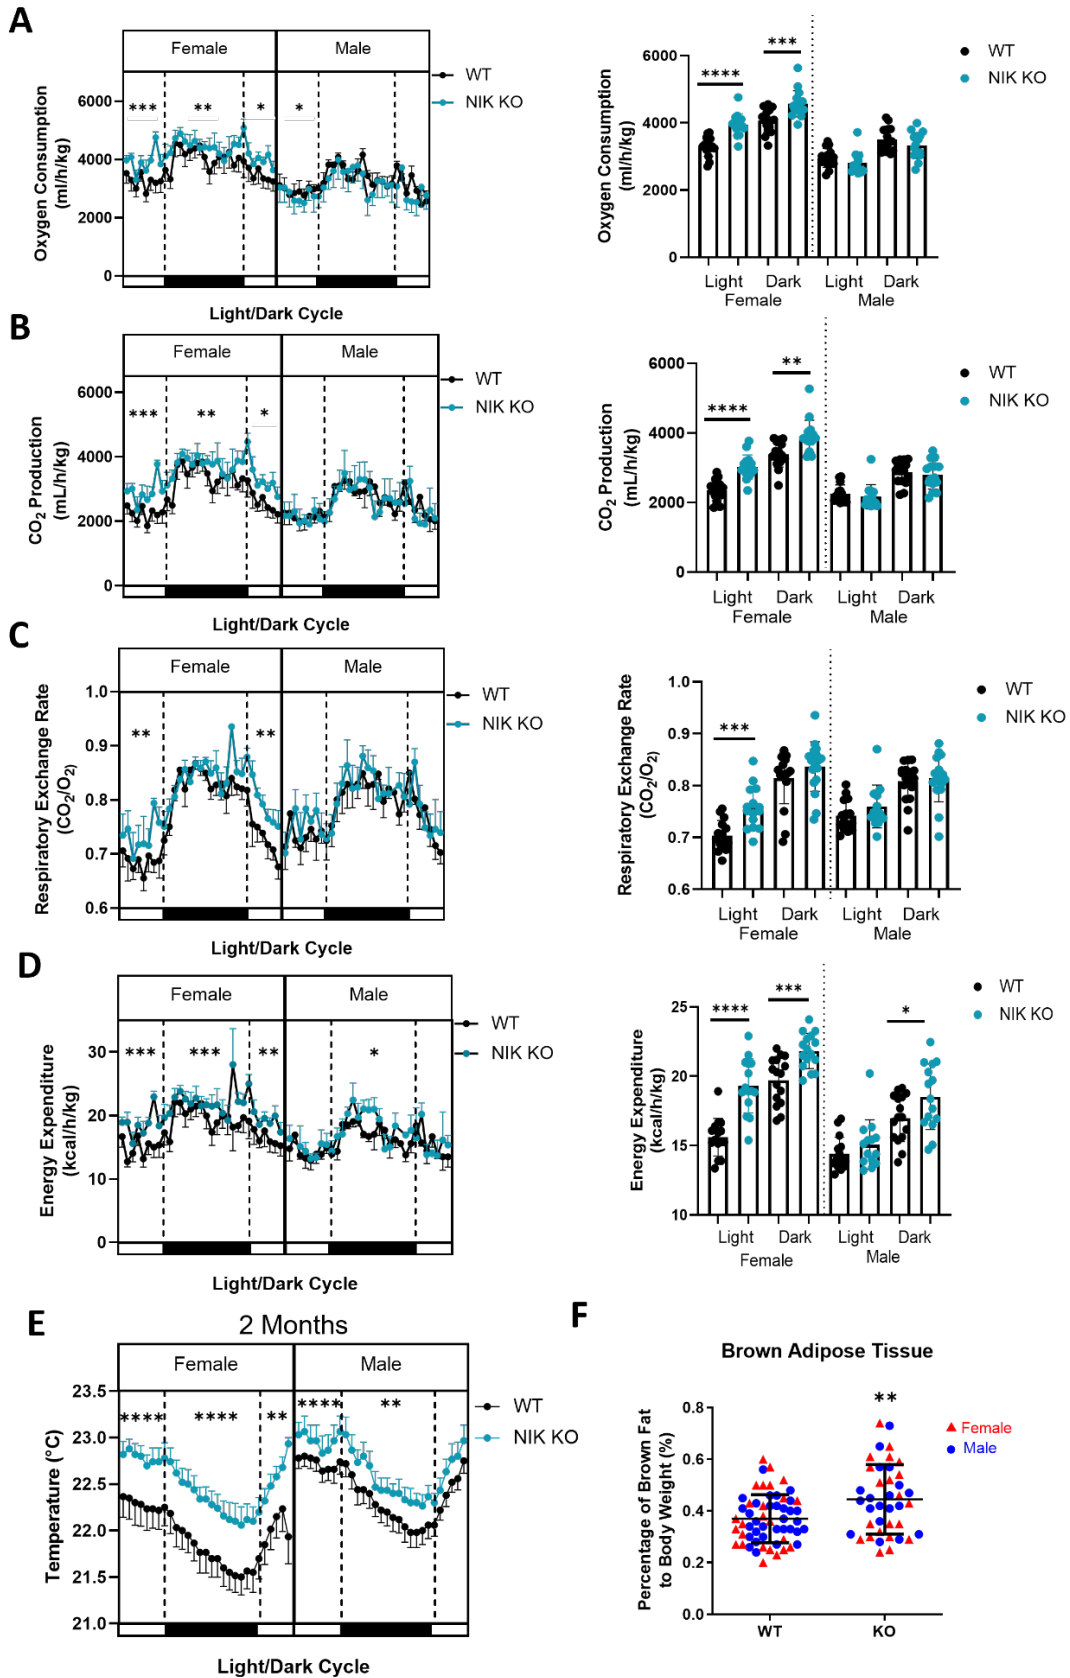 A
Female Male
WT
NIK KO
Oxygen Consumption
(ml/h/kg)
6000
4000
2000
0
*** ** * *
Light/Dark Cycle
Oxygen Consumption
(ml/h/kg)
6000
4000
2000
0
**** ***
WT
NIK KO
Light Dark Light Dark
Female Male
B
Female Male
WT
NIK KO
CO2 Production
(mL/h/kg)
6000
4000
2000
0
*** ** *
Light/Dark Cycle
CO2 Production
(mL/h/kg)
6000
4000
2000
0
**** **
WT
NIK KO
Light Dark Light Dark
Female Male
C
Female Male
WT
NIK KO
Respiratory Exchange Rate
(CO2/O2)
1.0
0.9
0.8
0.7
0.6
** **
Light/Dark Cycle
Respiratory Exchange Rate
(CO2/O2)
1.0
0.9
0.8
0.7
0.6
***
WT
NIK KO
Light Dark Light Dark
Female Male
D
Female Male
WT
NIK KO
Energy Expenditure
(kcal/h/kg)
30
20
10
0
*** *** ** *
Light/Dark Cycle
Energy Expenditure
(kcal/h/kg)
25
20
15
10
**** *** *
WT
NIK KO
Light Dark Light Dark
Female Male
E
2 Months
Female Male
WT
NIK KO
Temperature (°C)
23.5
23.0
22.5
22.0
21.5
21.0
**** **** ** **** **
Light/Dark Cycle
F
Brown Adipose Tissue
Percentage of Brown Fat
to Body Weight (%)
0.8
0.6
0.4
0.2
0.0
**
Female
Male
WT KO